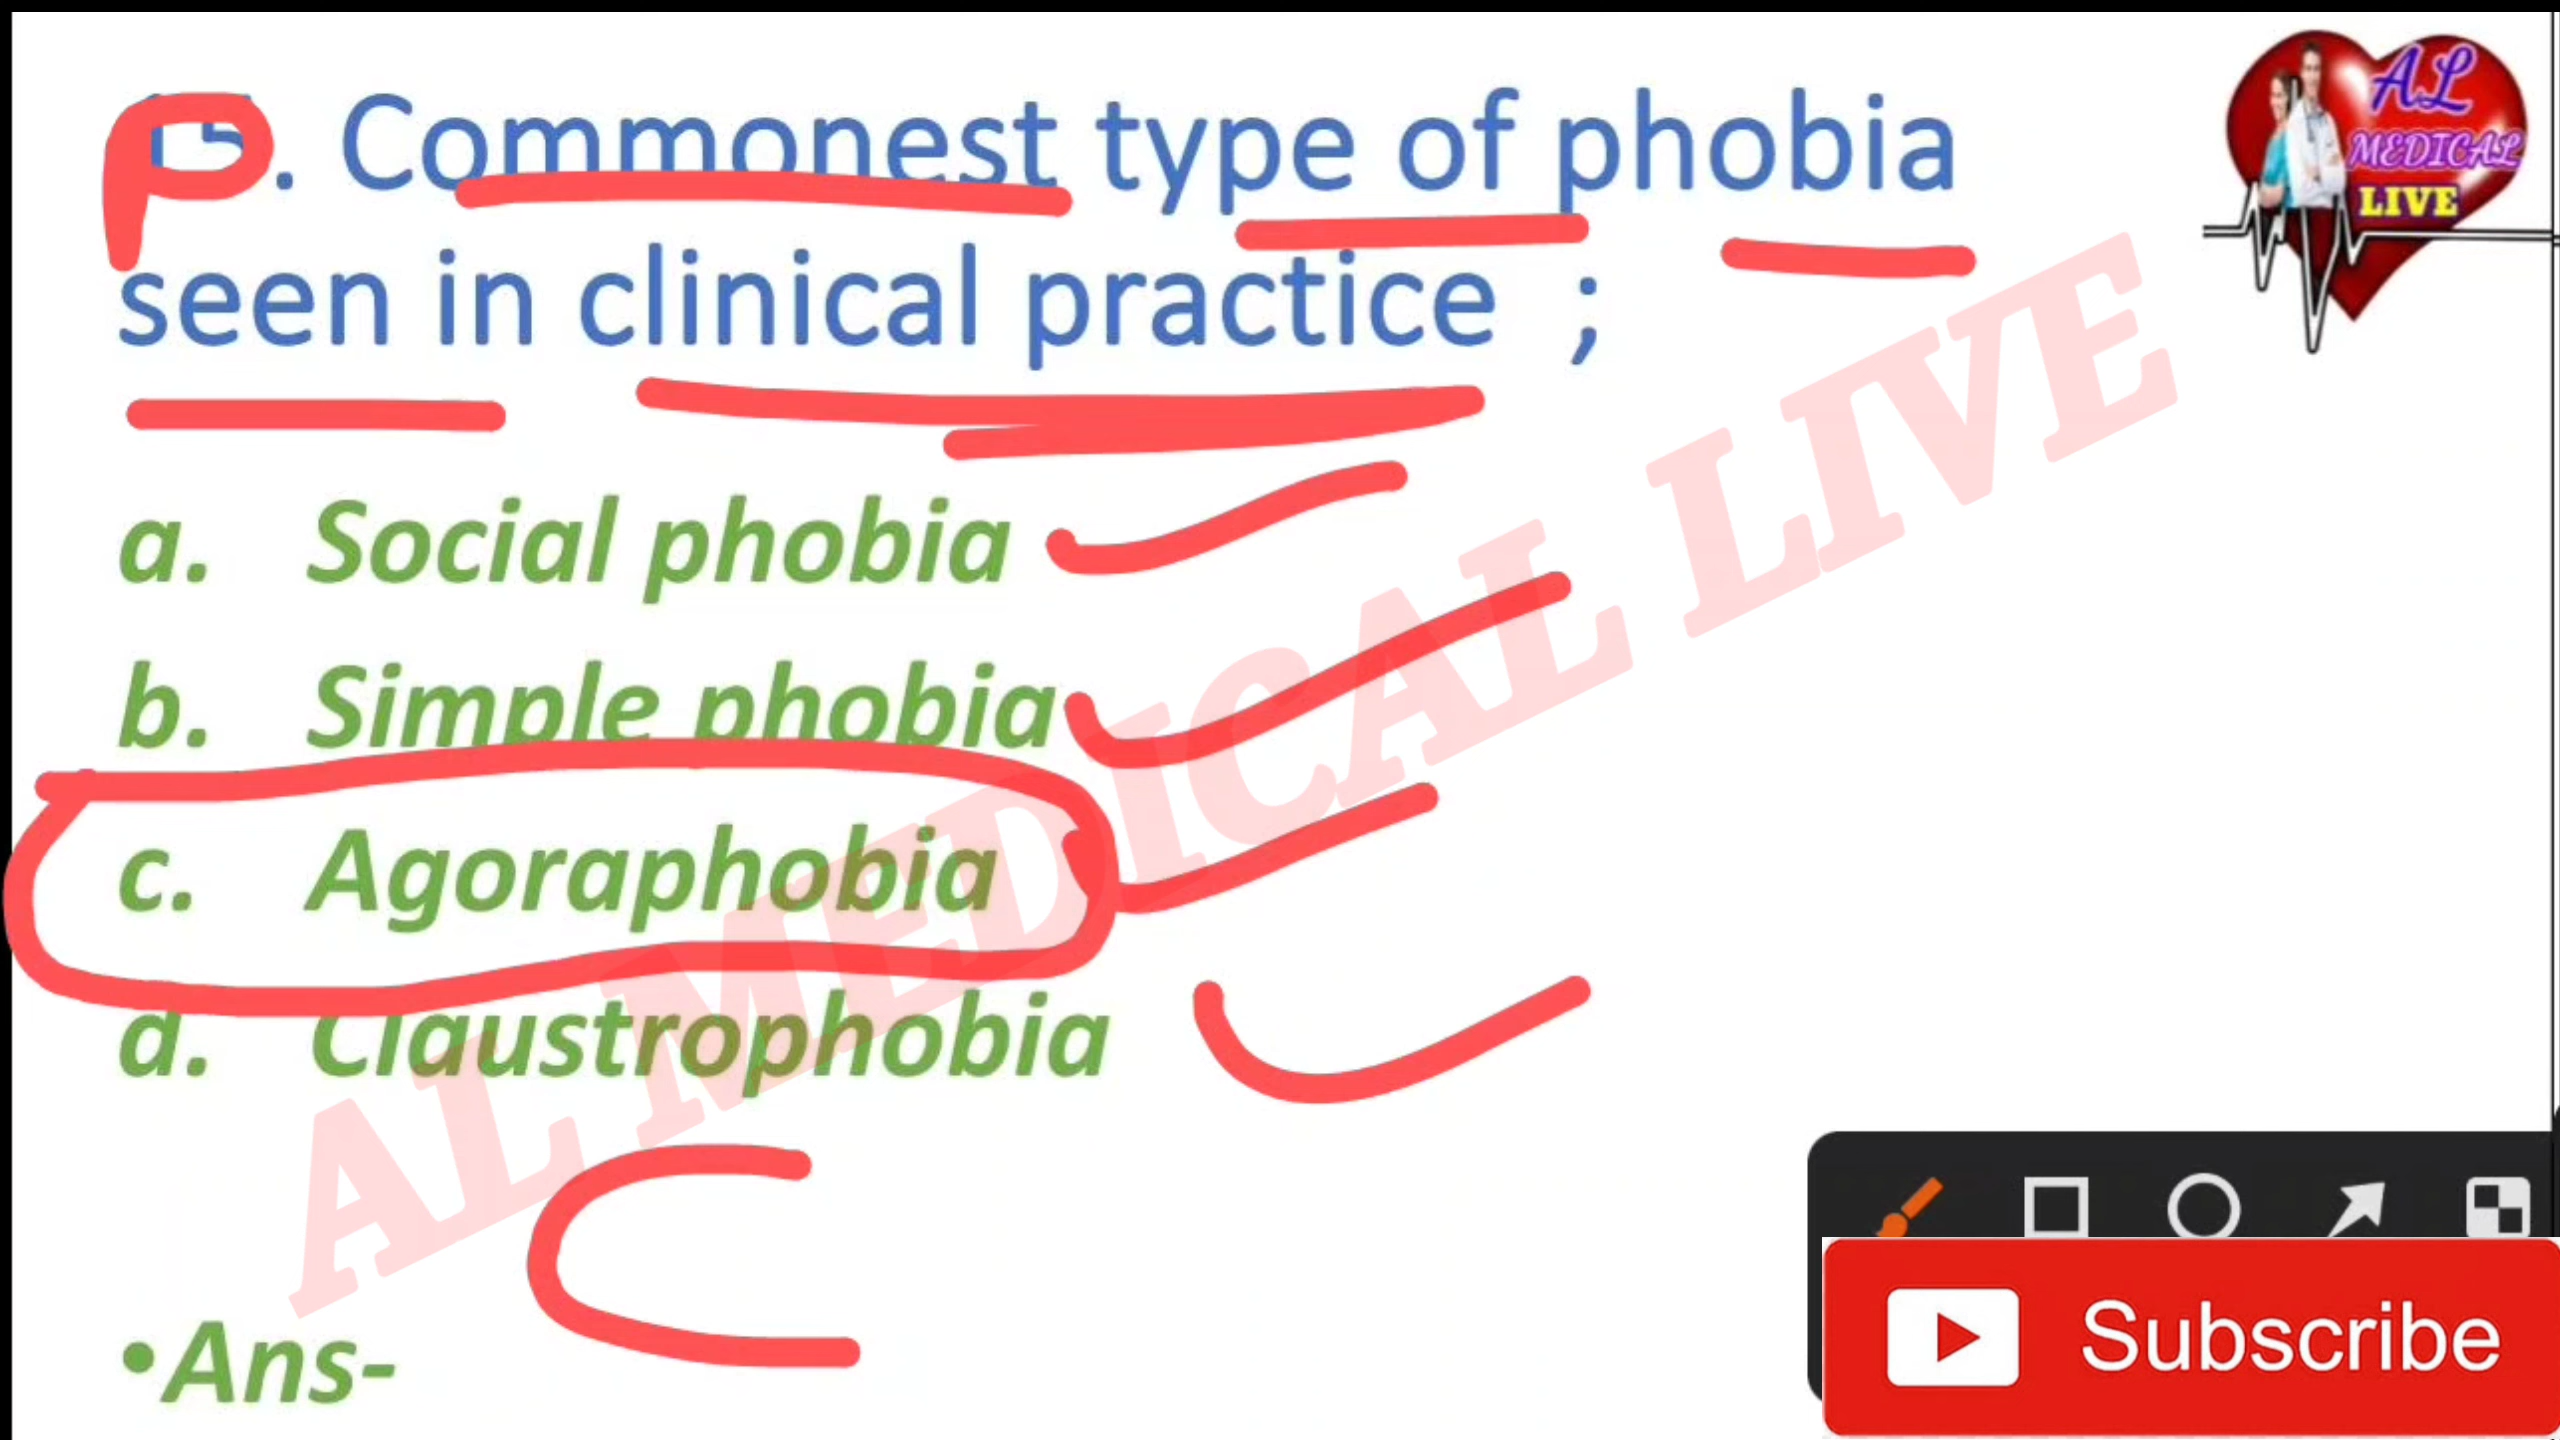 . Commonest type of phobia
seen in clinical practice ;
a. Social phobia
b. Simple phobia
c. Agoraphobia
d. Claustrophobia
C
•Ans-
AL
MEDICAL
LIVE
AL MEDICAL LIVE
Subscribe